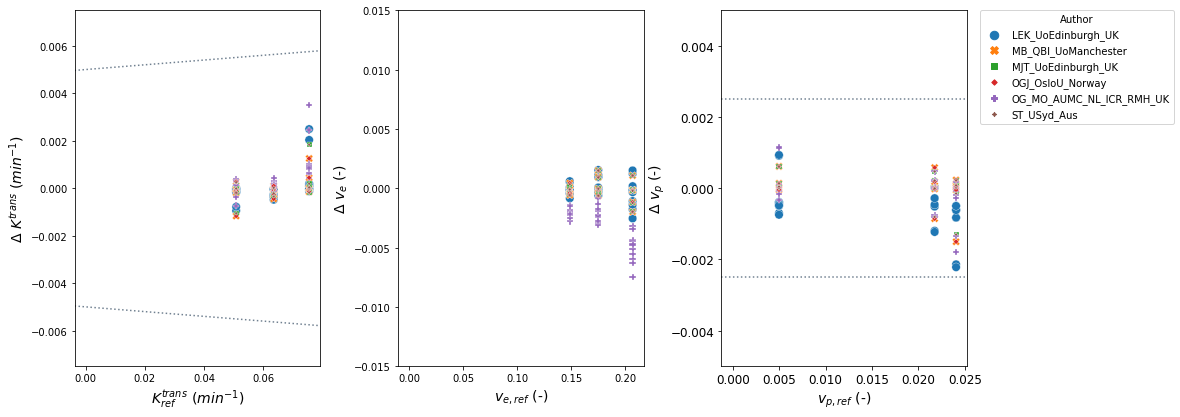 0.006
0.004
0.002
0.000
−0.002
−0.004
−0.006
Δ K^trans (min^−1)
0.00 0.02 0.04 0.06
K^trans_ref (min^−1)
0.015
0.010
0.005
0.000
−0.005
−0.010
−0.015
Δ v_e (-)
0.00 0.05 0.10 0.15 0.20
v_e,ref (-)
0.004
0.002
0.000
−0.002
−0.004
Δ v_p (-)
0.000 0.005 0.010 0.015 0.020 0.025
v_p,ref (-)
Author
LEK_UoEdinburgh_UK
MB_QBI_UoManchester
MJT_UoEdinburgh_UK
OGJ_OsloU_Norway
OG_MO_AUMC_NL_ICR_RMH_UK
ST_USyd_Aus